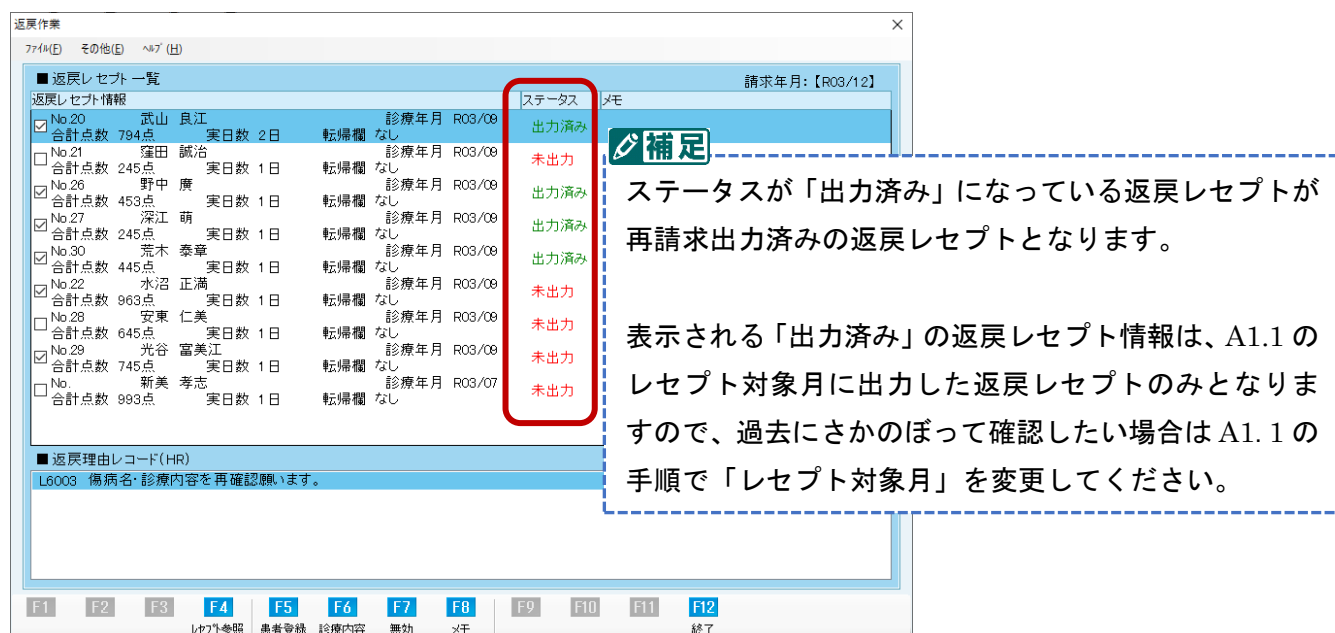 返戻作業
ファイル(F) その他(E) ヘルプ(H)
■返戻レセプト一覧 請求年月:【R03/12】
返戻レセプト情報 ステータス メモ
No.20 武山 良江 診療年月 R03/09
合計点数 794点 実日数 2日 転帰欄 なし 出力済み
No.21 窪田 誠治 診療年月 R03/09
合計点数 245点 実日数 1日 転帰欄 なし 未出力
No.26 野中 廣 診療年月 R03/09
合計点数 453点 実日数 1日 転帰欄 なし 出力済み
No.27 深江 萌 診療年月 R03/09
合計点数 245点 実日数 1日 転帰欄 なし 出力済み
No.30 荒木 泰章 診療年月 R03/09
合計点数 445点 実日数 1日 転帰欄 なし 出力済み
No.22 水沼 正満 診療年月 R03/09
合計点数 963点 実日数 1日 転帰欄 なし 未出力
No.28 安東 仁美 診療年月 R03/09
合計点数 645点 実日数 1日 転帰欄 なし 未出力
No.29 光谷 富美江 診療年月 R03/09
合計点数 745点 実日数 1日 転帰欄 なし 未出力
No. 新美 孝志 診療年月 R03/07
合計点数 993点 実日数 1日 転帰欄 なし 未出力
補足
ステータスが「出力済み」になっている返戻レセプトが
再請求出力済みの返戻レセプトとなります。
表示される「出力済み」の返戻レセプト情報は、A1.1の
レセプト対象月に出力した返戻レセプトのみとなりま
すので、過去にさかのぼって確認したい場合はA1.1の
手順で「レセプト対象月」を変更してください。
■返戻理由レコード(HR)
L6003 傷病名・診療内容を再確認願います。
F1 F2 F3 F4 F5 F6 F7 F8 F9 F10 F11 F12
レセプト参照 患者登録 診療内容 無効 メモ 終了